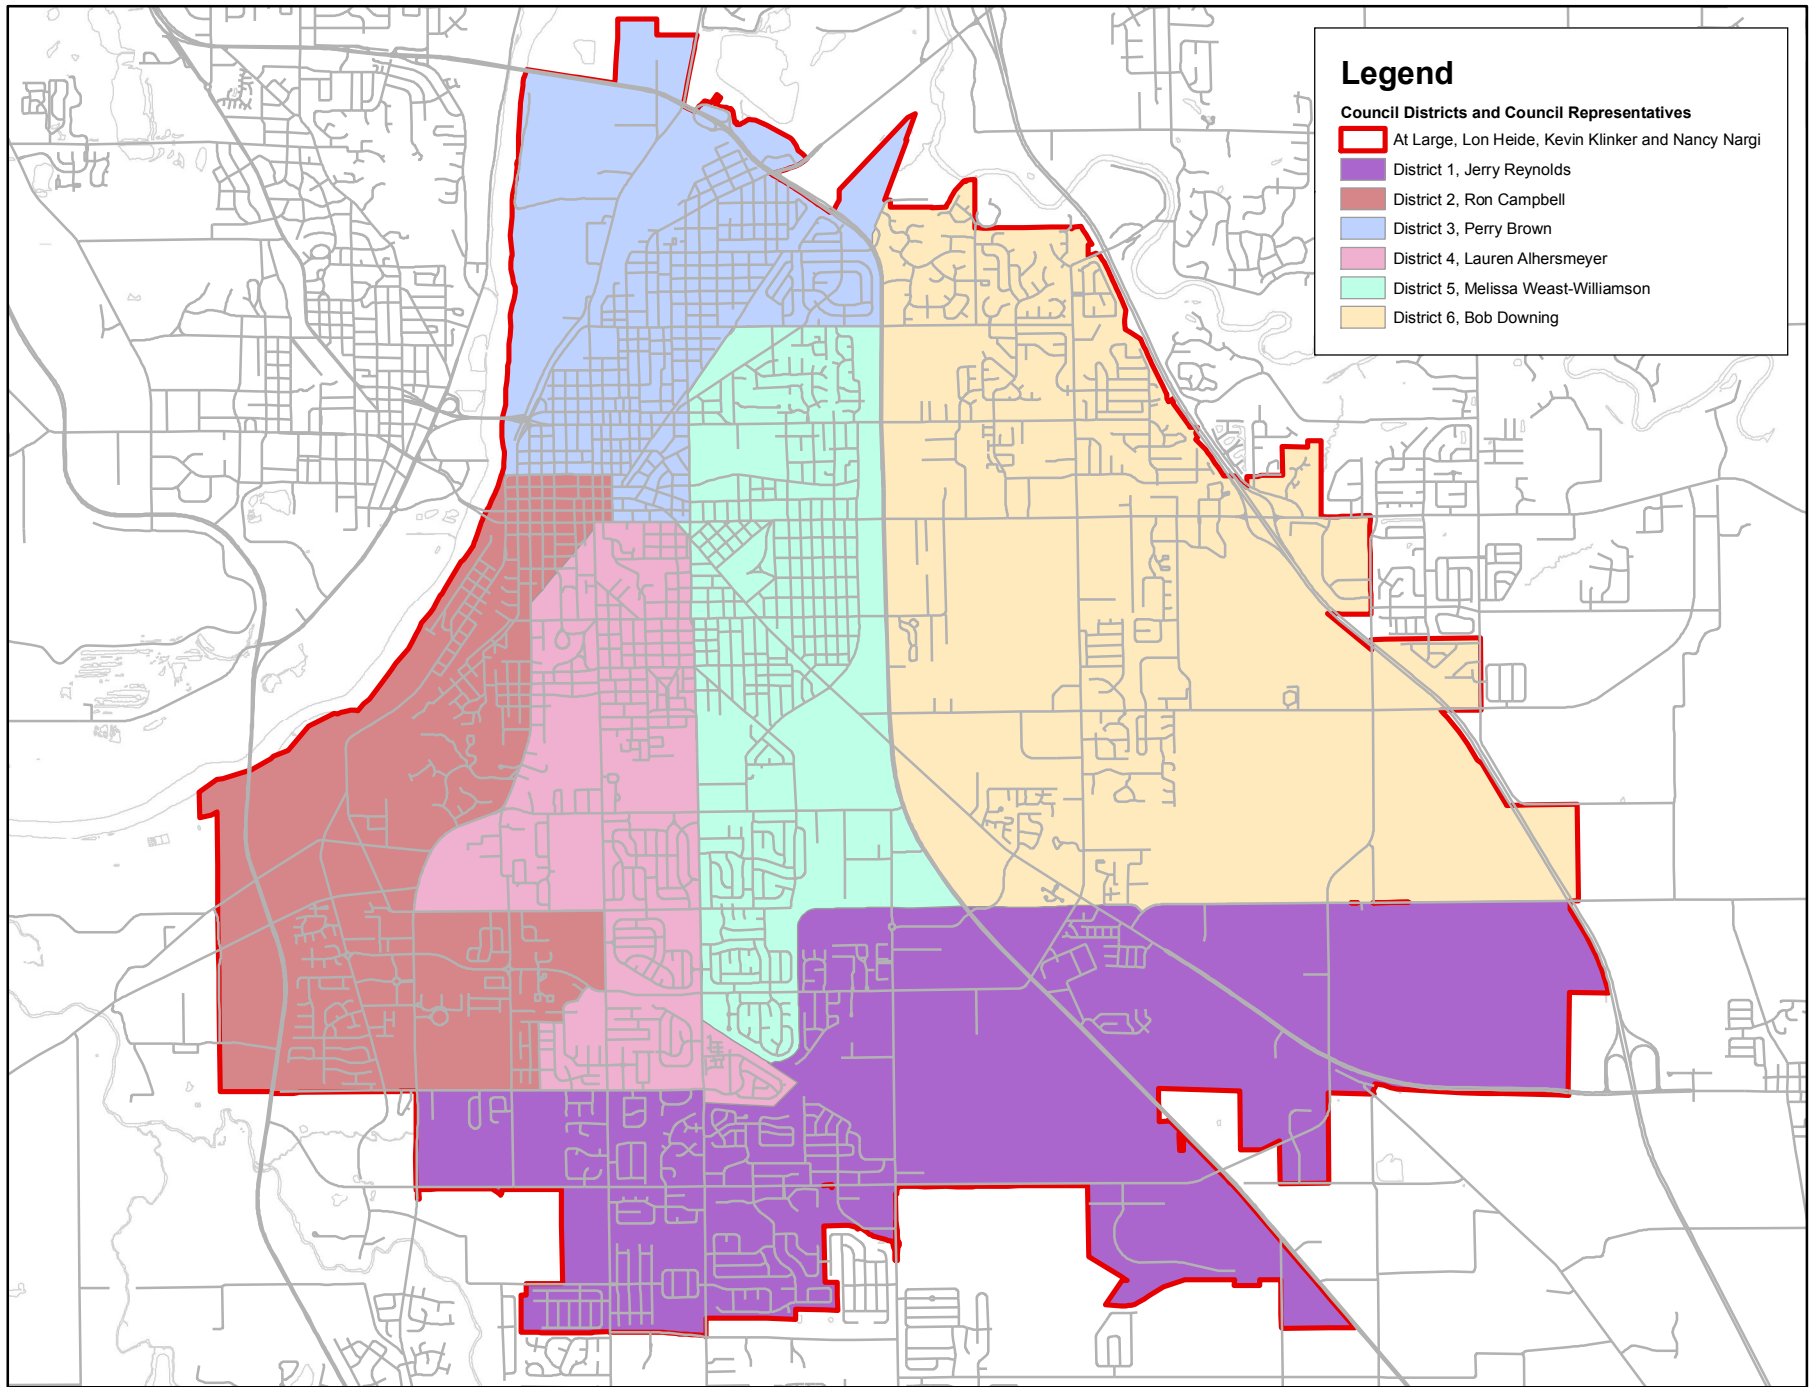 Legend
Council Districts and Council Representatives
At Large, Lon Heide, Kevin Klinker and Nancy Nargi
District 1, Jerry Reynolds
District 2, Ron Campbell
District 3, Perry Brown
District 4, Lauren Alhersmeyer
District 5, Melissa Weast-Williamson
District 6, Bob Downing